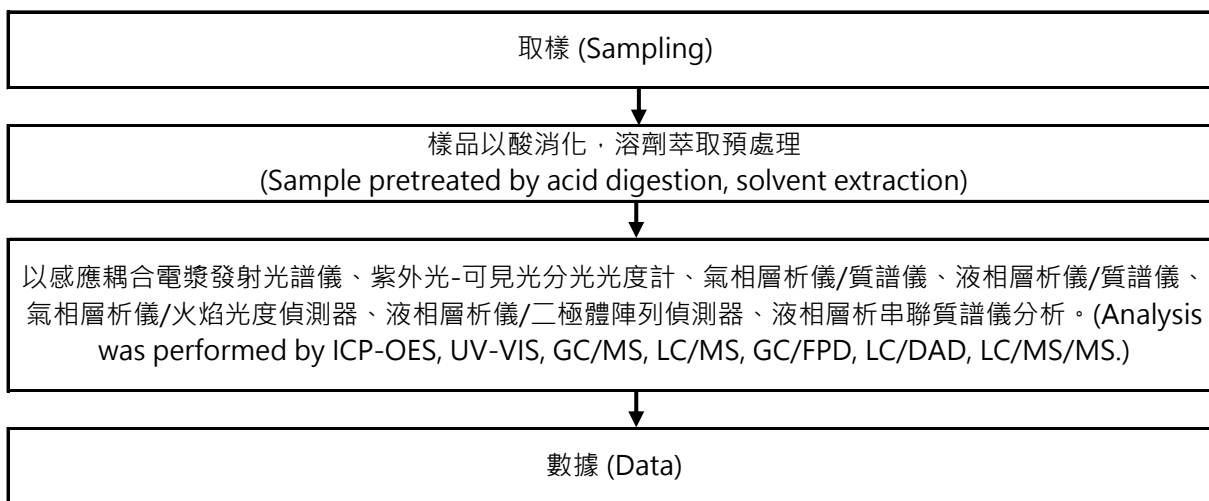 取樣 (Sampling)
樣品以酸消化，溶劑萃取預處理
(Sample pretreated by acid digestion, solvent extraction)
以感應耦合電漿發射光譜儀、紫外光-可見光分光光度計、氣相層析儀/質譜儀、液相層析儀/質譜儀、
氣相層析儀/火焰光度偵測器、液相層析儀/二極體陣列偵測器、液相層析串聯質譜儀分析。(Analysis
was performed by ICP-OES, UV-VIS, GC/MS, LC/MS, GC/FPD, LC/DAD, LC/MS/MS.)
數據 (Data)